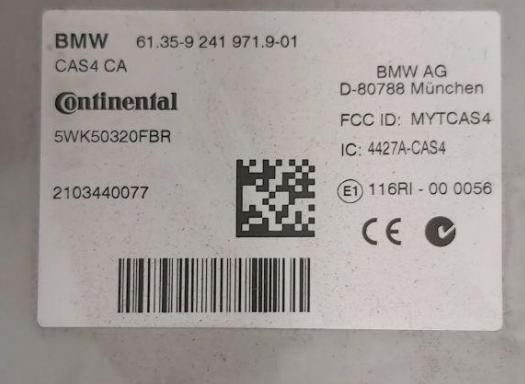 BMW 61.35-9 241 971.9-01
CAS4 CA
Continental
5WK50320FBR
2103440077
BMW AG
D-80788 München
FCC ID: MYTCAS4
IC: 4427A-CAS4
E1 116RI - 00 0056
CE